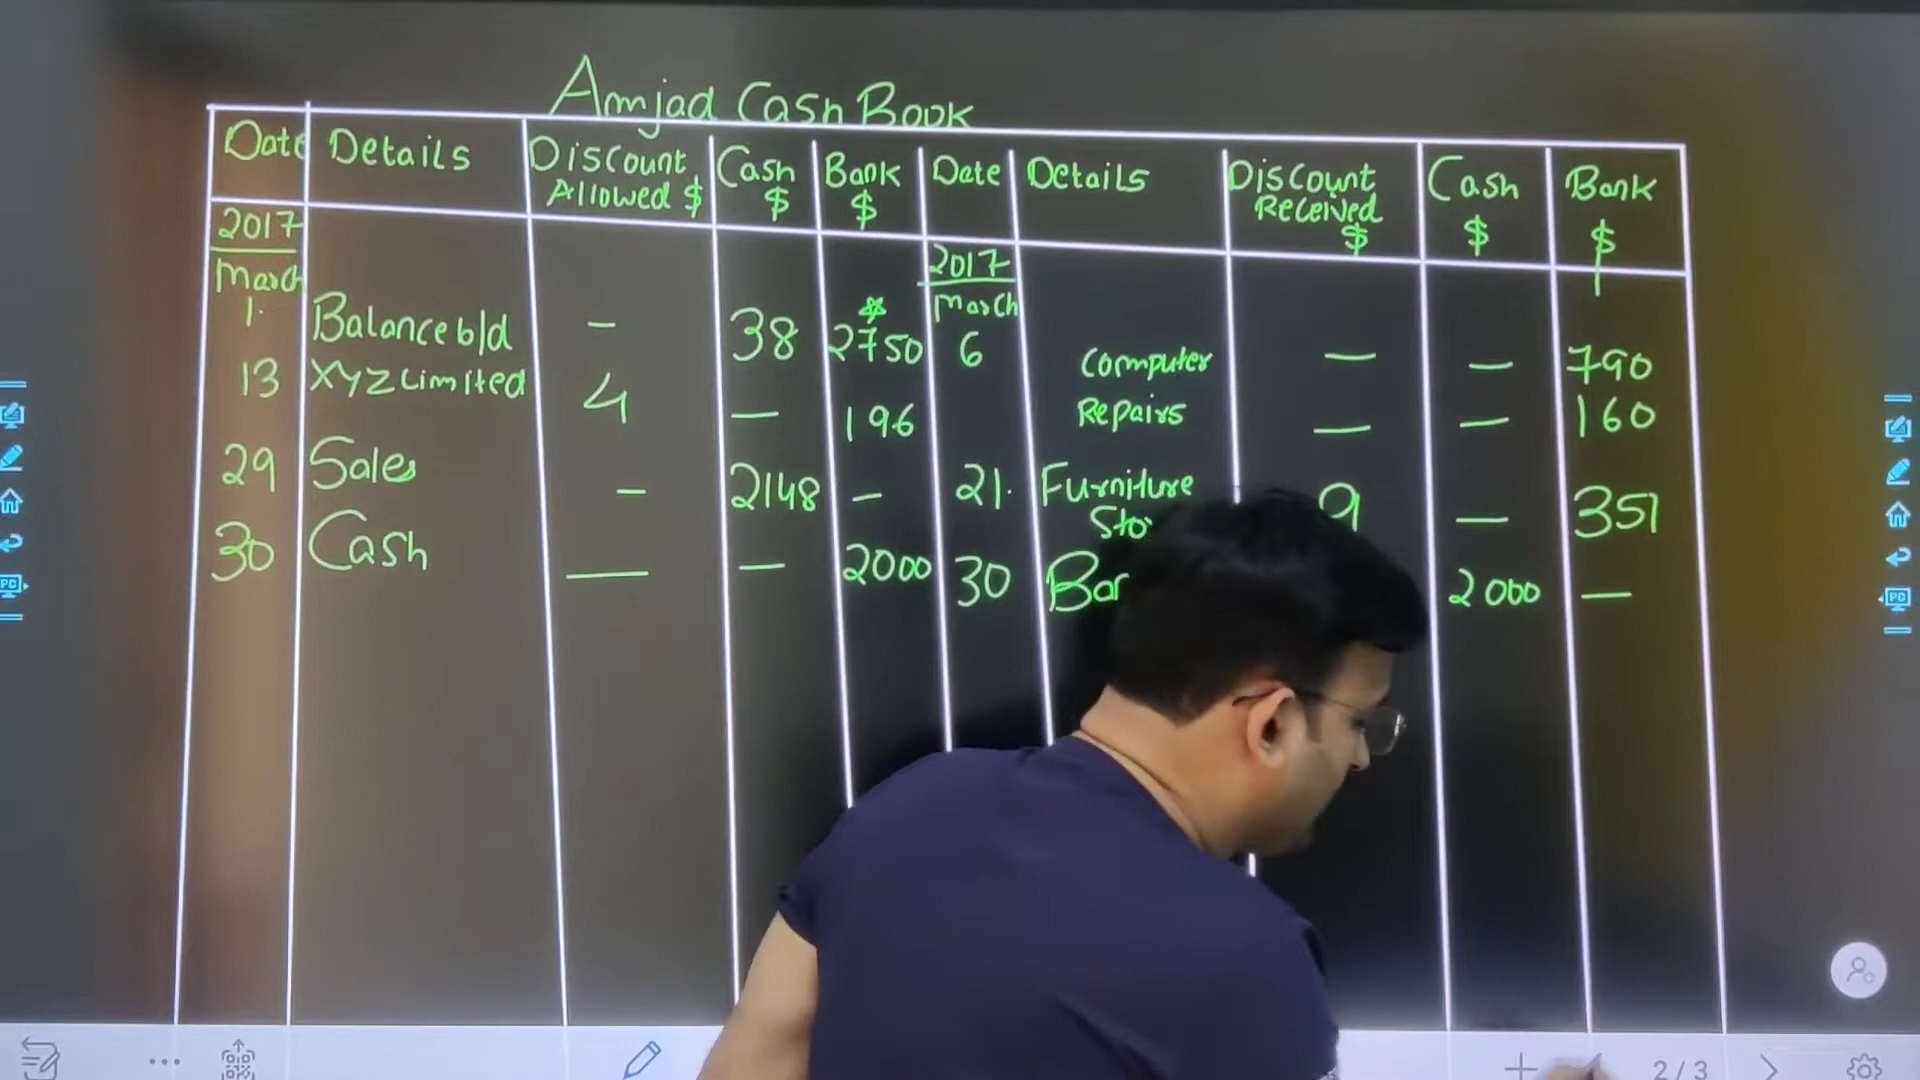 Amjad Cash Book
Date Details Discount Allowed $ Cash $ Bank $ Date Details Discount Received $ Cash $ Bank $
2017 2017
March March
1. Balance b/d - 38 2750 6 Computer — — 790
13 XYZ Limited 4 — 196 Repairs — — 160
29 Sales - 2148 — 21. Furniture 9 — 351
30 Cash — — 2000 30 2000 —
PC PC
2/3